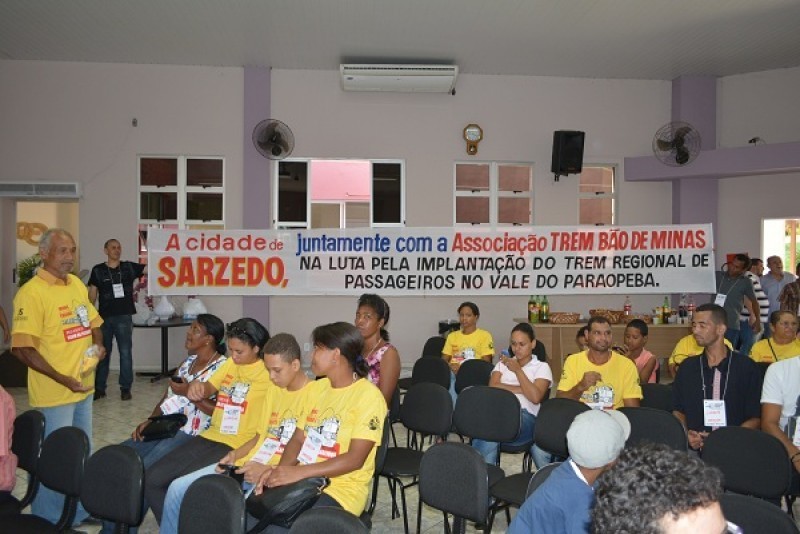 A cidade de SARZEDO, juntamente com a Associação TREM BÃO DE MINAS
NA LUTA PELA IMPLANTAÇÃO DO TREM REGIONAL DE
PASSAGEIROS NO VALE DO PARAOPEBA.